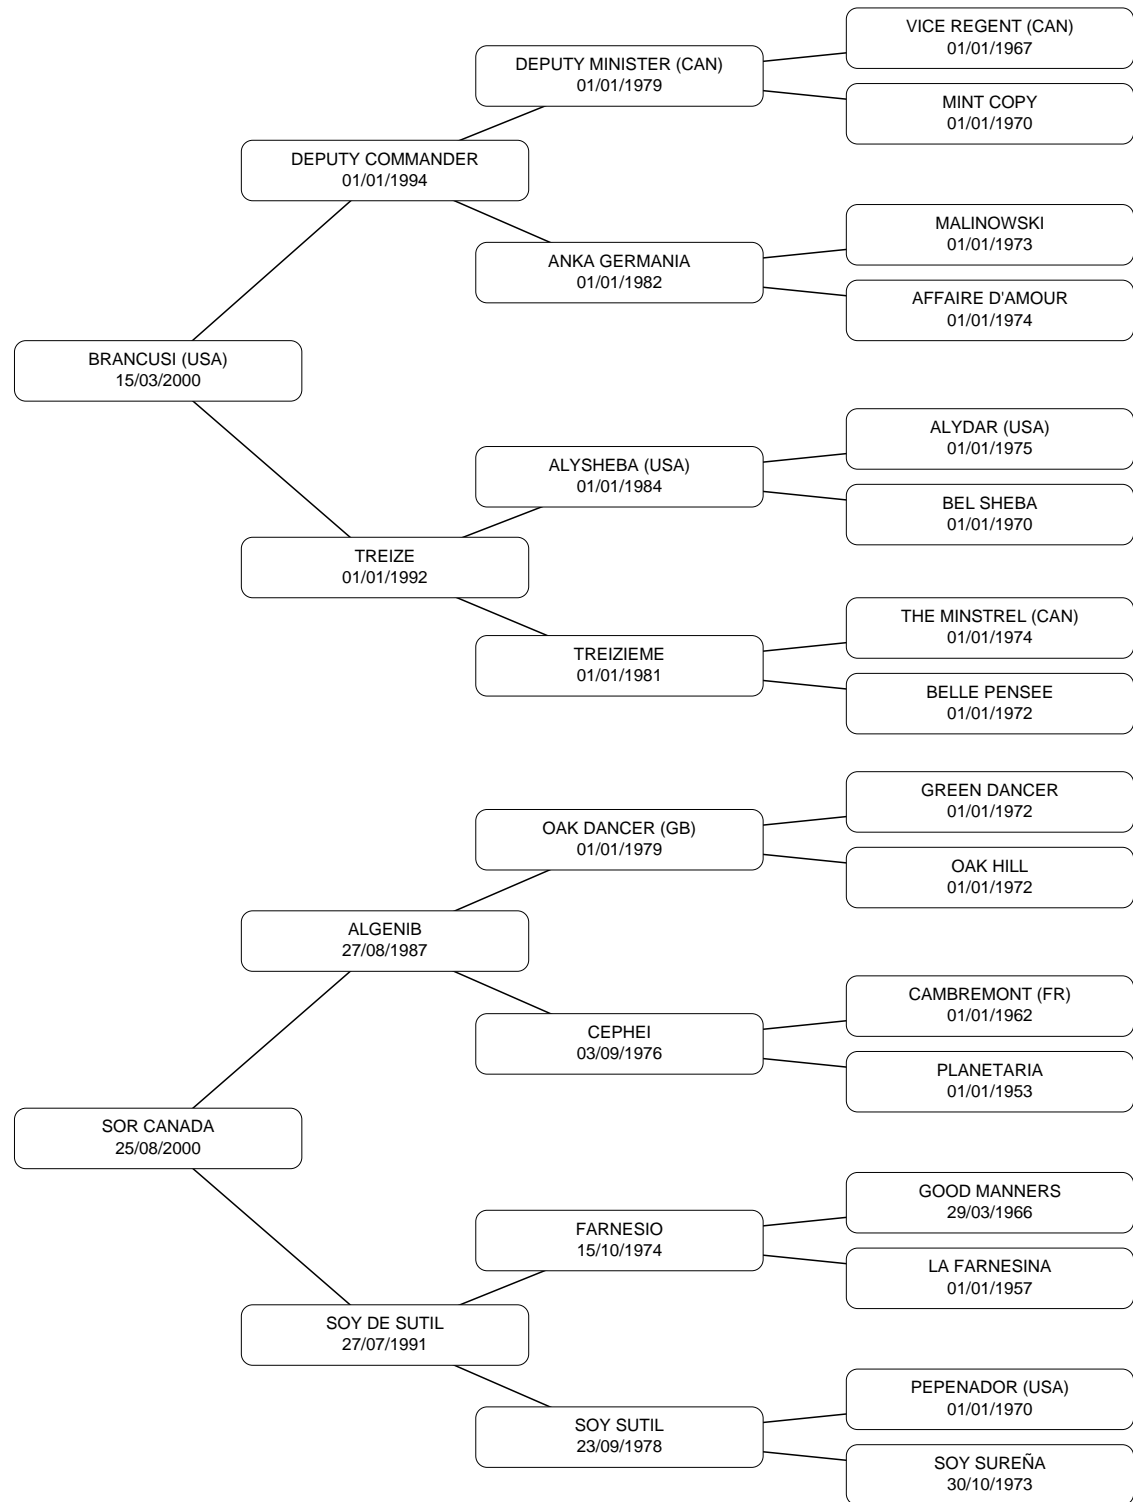 VICE REGENT (CAN)
01/01/1967
DEPUTY MINISTER (CAN)
01/01/1979
MINT COPY
01/01/1970
DEPUTY COMMANDER
01/01/1994
MALINOWSKI
01/01/1973
ANKA GERMANIA
01/01/1982
AFFAIRE D'AMOUR
01/01/1974
BRANCUSI (USA)
15/03/2000
ALYDAR (USA)
01/01/1975
ALYSHEBA (USA)
01/01/1984
BEL SHEBA
01/01/1970
TREIZE
01/01/1992
THE MINSTREL (CAN)
01/01/1974
TREIZIEME
01/01/1981
BELLE PENSEE
01/01/1972
GREEN DANCER
01/01/1972
OAK DANCER (GB)
01/01/1979
OAK HILL
01/01/1972
ALGENIB
27/08/1987
CAMBREMONT (FR)
01/01/1962
CEPHEI
03/09/1976
PLANETARIA
01/01/1953
SOR CANADA
25/08/2000
GOOD MANNERS
29/03/1966
FARNESIO
15/10/1974
LA FARNESINA
01/01/1957
SOY DE SUTIL
27/07/1991
PEPENADOR (USA)
01/01/1970
SOY SUTIL
23/09/1978
SOY SUREÑA
30/10/1973